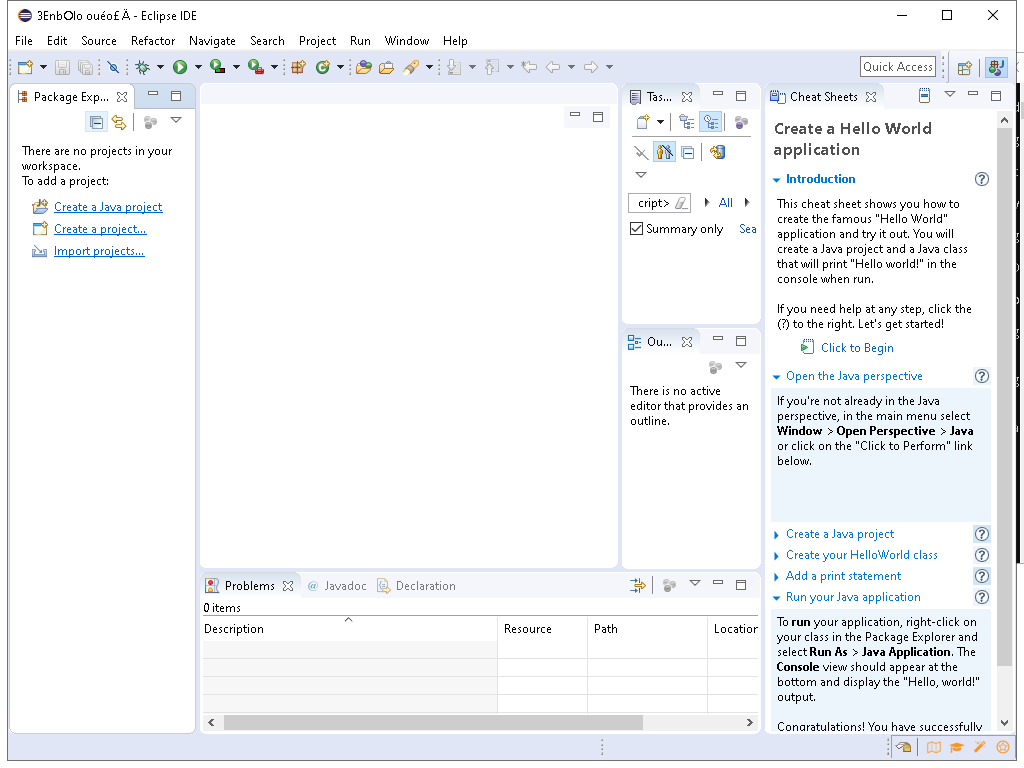 3EnbOlo ouéo£Ä - Eclipse IDE
File Edit Source Refactor Navigate Search Project Run Window Help
Quick Access
Package Exp...
There are no projects in your
workspace.
To add a project:
Create a Java project
Create a project...
Import projects...
Tas...
cript> All
Summary only Sea
Ou...
There is no active
editor that provides an
outline.
Problems @ Javadoc Declaration
0 items
Description Resource Path Location
Cheat Sheets
Create a Hello World
application
Introduction
This cheat sheet shows you how to
create the famous "Hello World"
application and try it out. You will
create a Java project and a Java class
that will print "Hello world!" in the
console when run.
If you need help at any step, click the
(?) to the right. Let's get started!
Click to Begin
Open the Java perspective
If you're not already in the Java
perspective, in the main menu select
Window > Open Perspective > Java
or click on the "Click to Perform" link
below.
Create a Java project
Create your HelloWorld class
Add a print statement
Run your Java application
To run your application, right-click on
your class in the Package Explorer and
select Run As > Java Application. The
Console view should appear at the
bottom and display the "Hello, world!"
output.
Congratulations! You have successfully